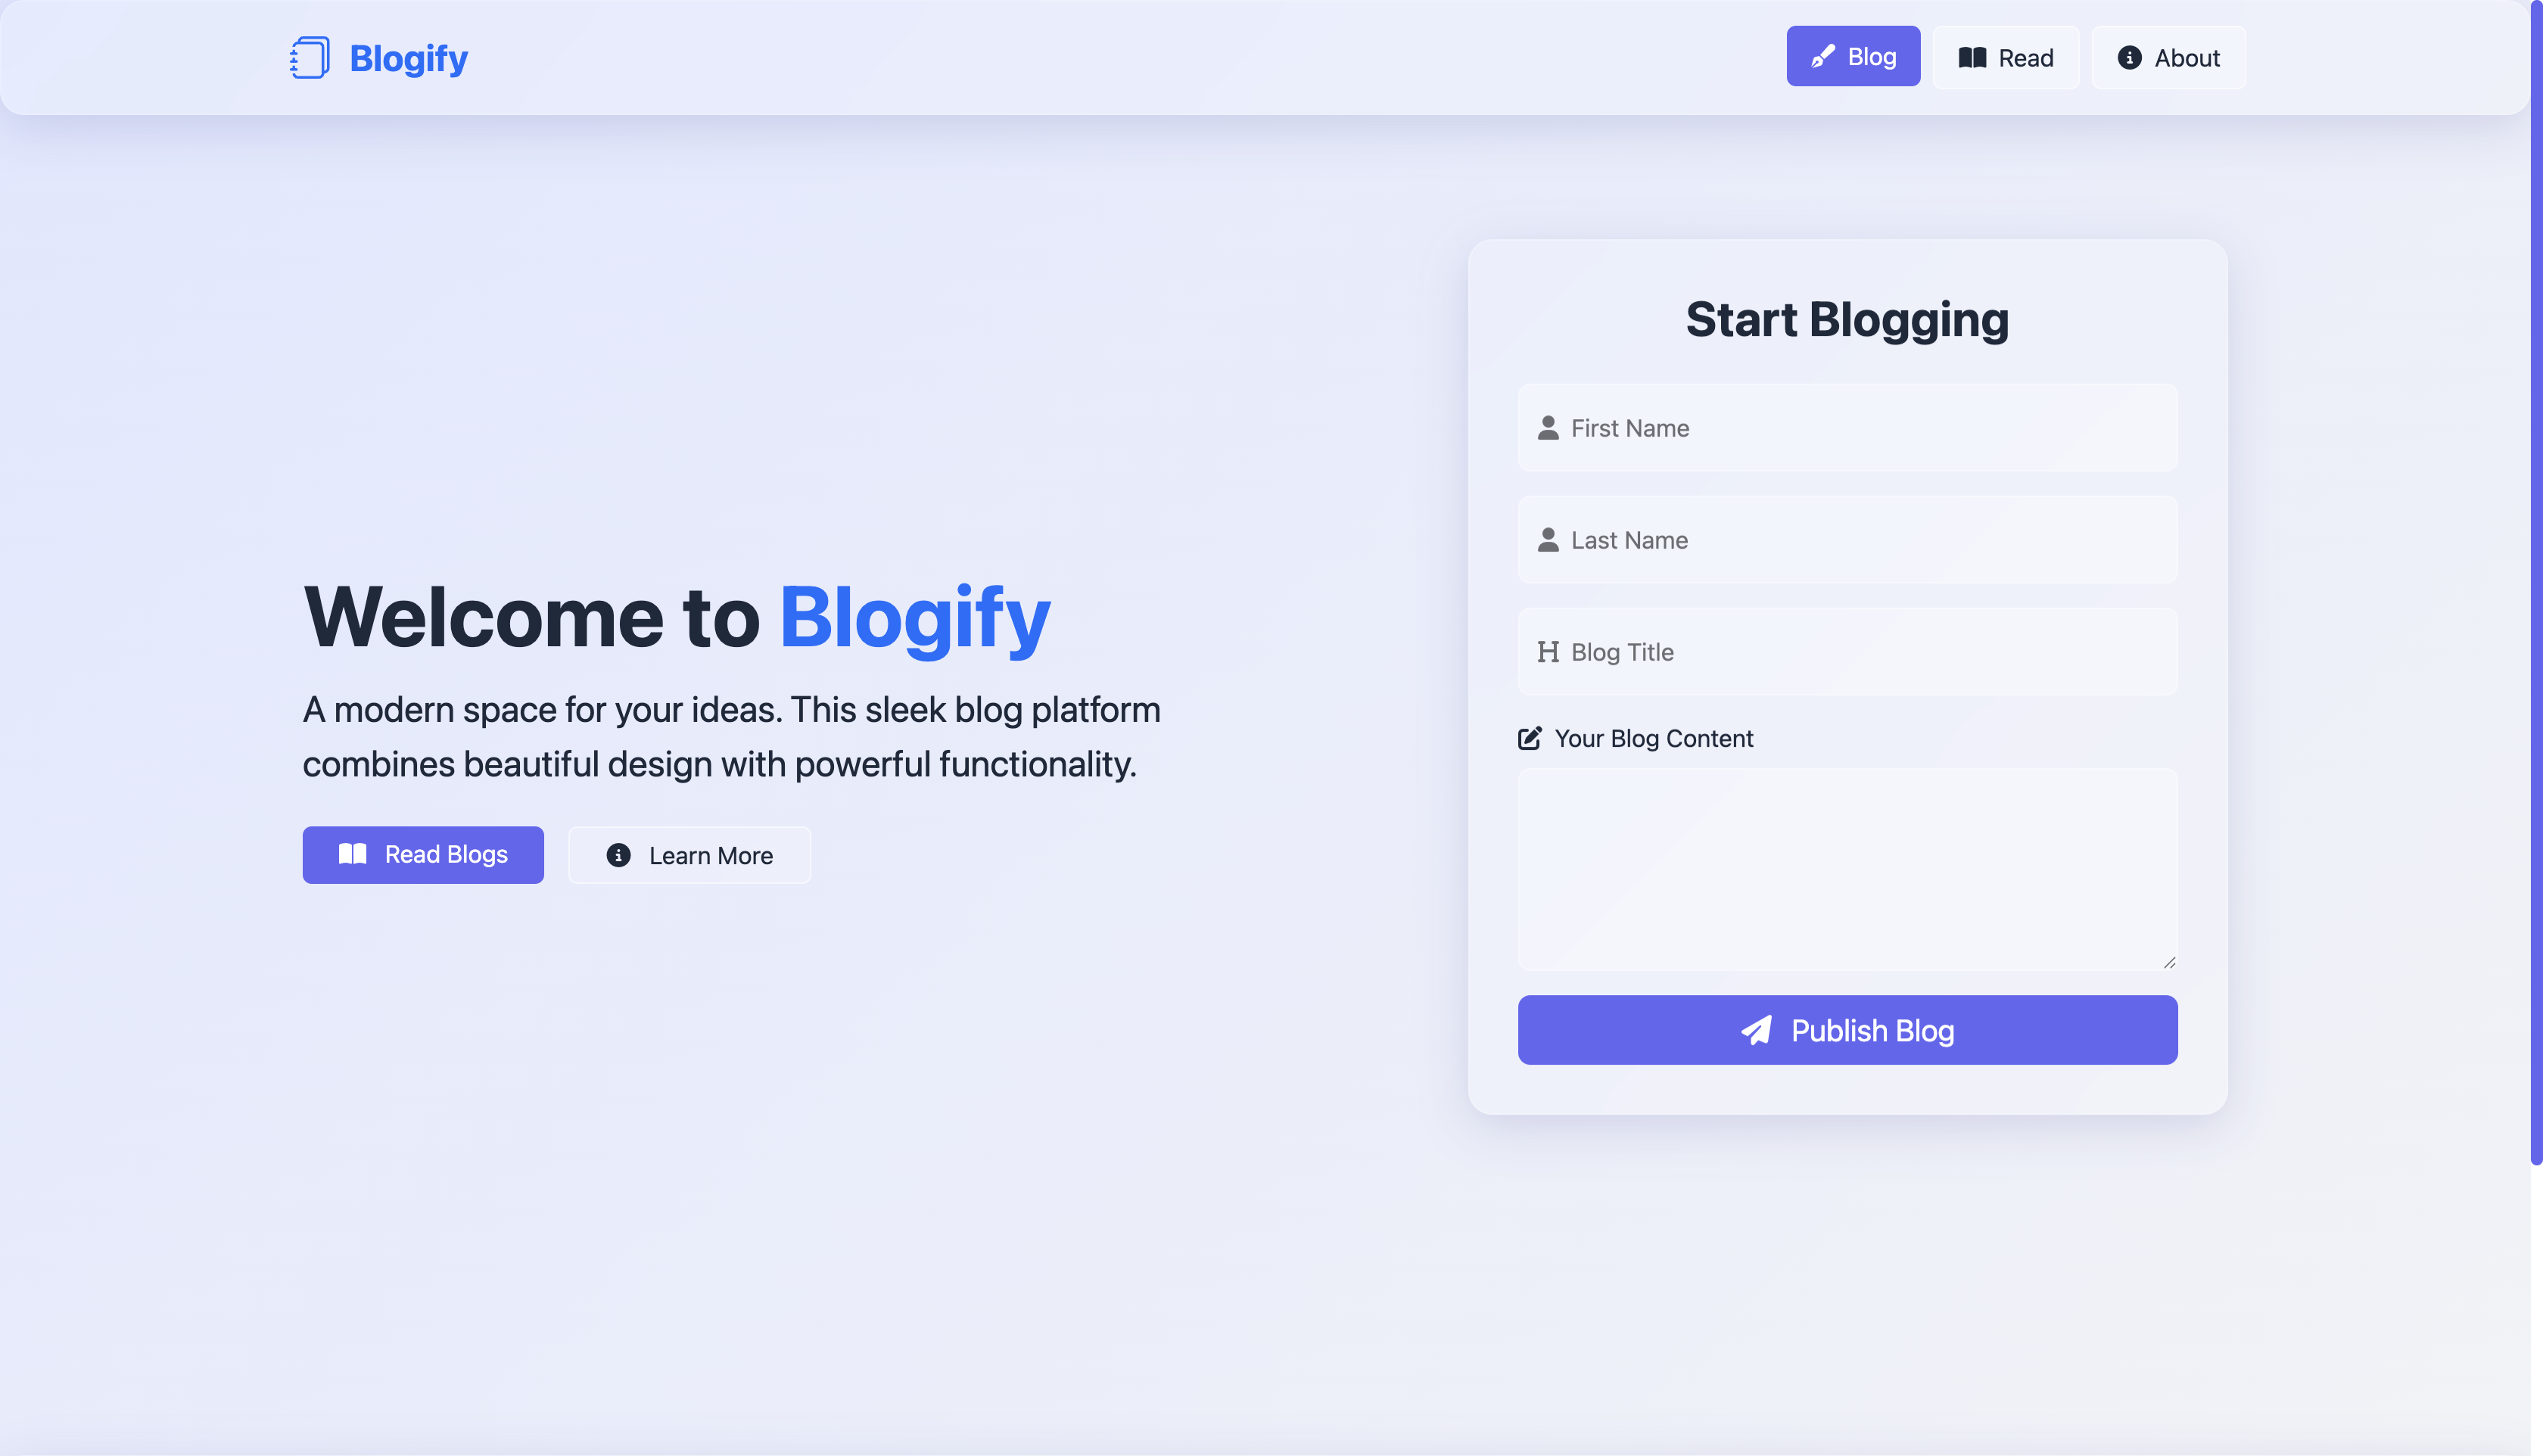 Blogify
Blog
Read
About
Welcome to Blogify
A modern space for your ideas. This sleek blog platform
combines beautiful design with powerful functionality.
Read Blogs
Learn More
Start Blogging
First Name
Last Name
Blog Title
Your Blog Content
Publish Blog